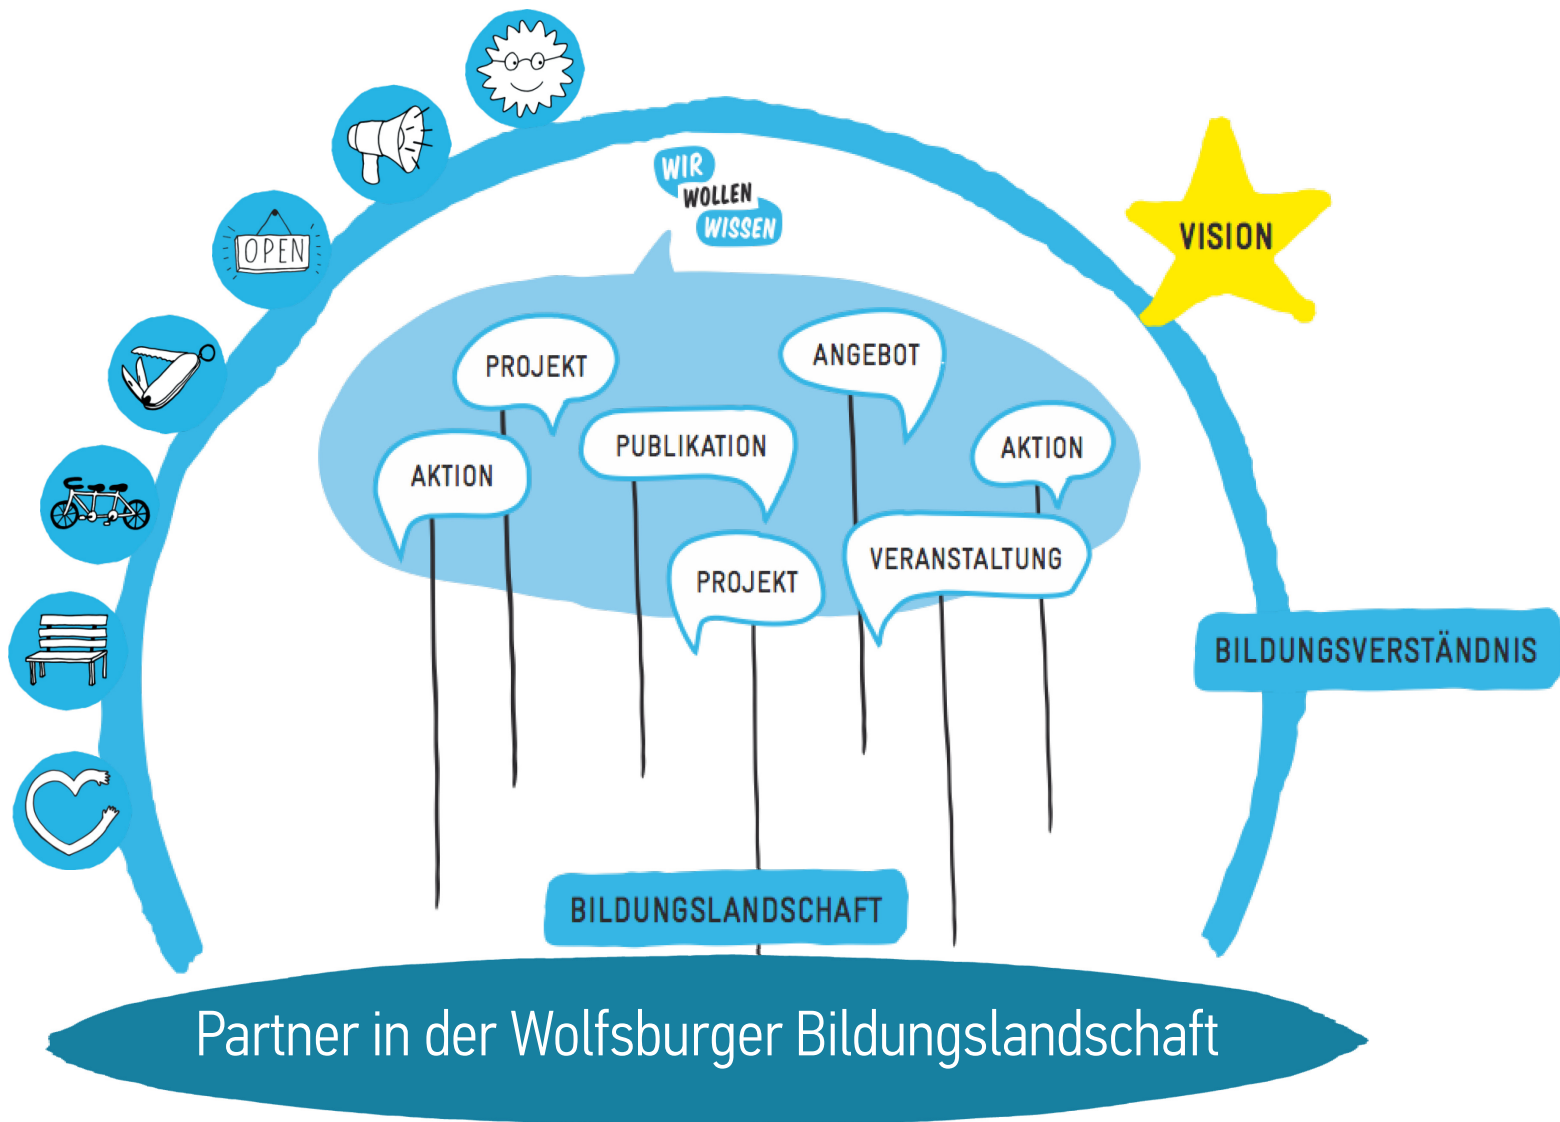 WIR
WOLLEN
WISSEN
OPEN
VISION
PROJEKT
ANGEBOT
AKTION
PUBLIKATION
AKTION
PROJEKT
VERANSTALTUNG
BILDUNGSVERSTÄNDNIS
BILDUNGSLANDSCHAFT
Partner in der Wolfsburger Bildungslandschaft